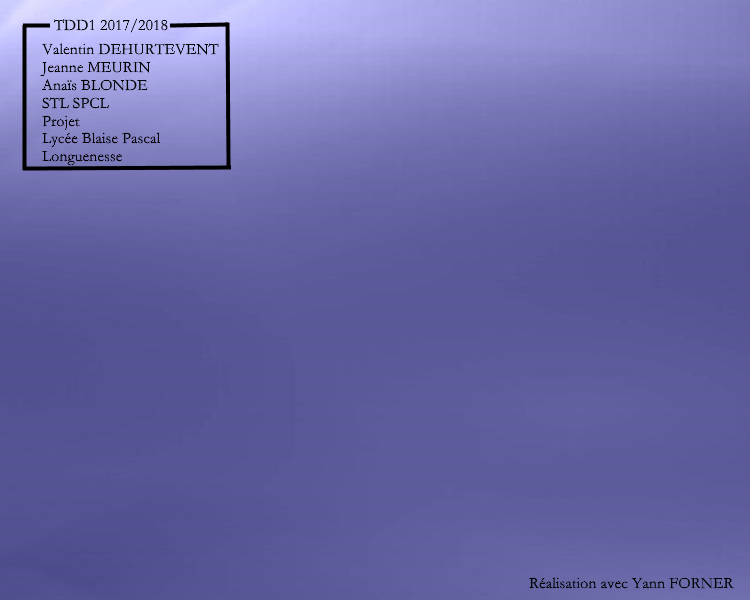 TDD1 2017/2018
Valentin DEHURTEVENT
Jeanne MEURIN
Anaïs BLONDE
STL SPCL
Projet
Lycée Blaise Pascal
Longuenesse
Réalisation avec Yann FORNER